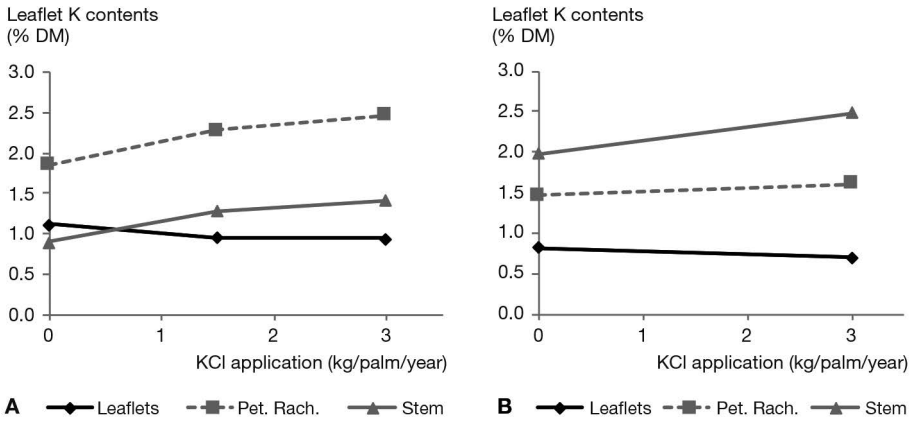 Leaflet K contents
(% DM)
3.0
2.5
2.0
1.5
1.0
0.5
0.0
0 1 2 3
KCl application (kg/palm/year)
A Leaflets Pet. Rach. Stem
Leaflet K contents
(% DM)
3.0
2.5
2.0
1.5
1.0
0.5
0.0
0 1 2 3
KCl application (kg/palm/year)
B Leaflets Pet. Rach. Stem